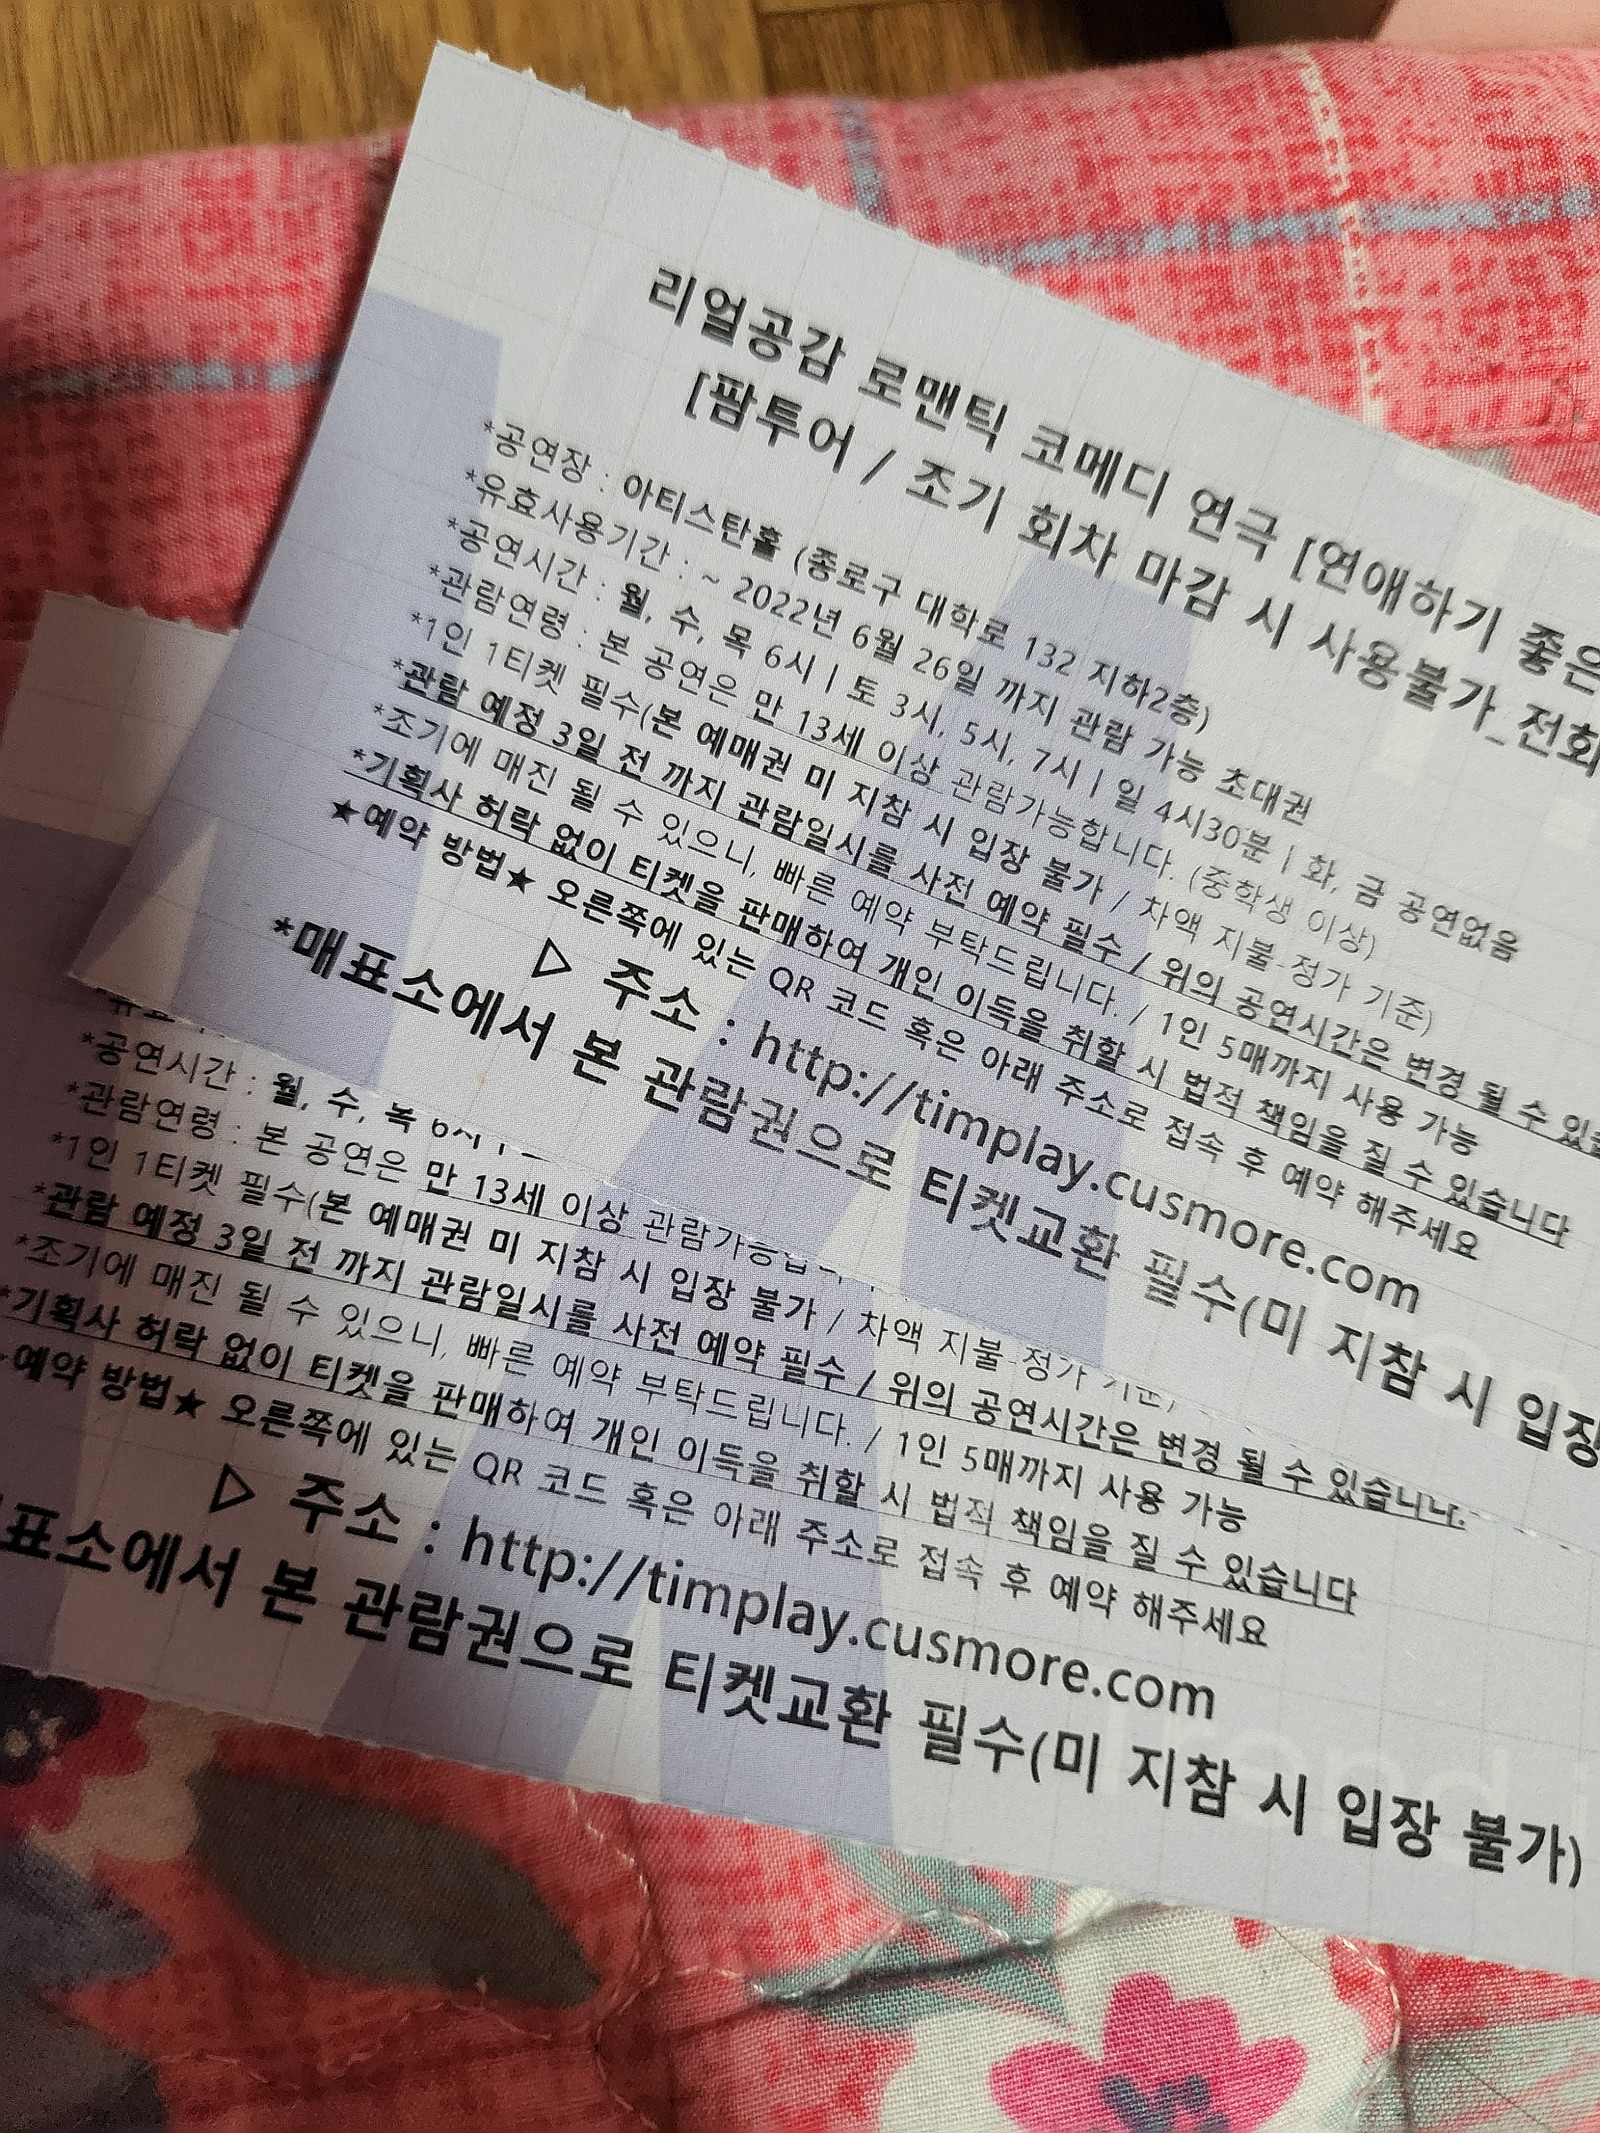 리얼공감 로맨틱 코메디 연극 [연애하기 좋은
[팜투어 / 조기 회차 마감 시 사용불가_전회
*공연장 : 아티스탄홀 (종로구 대학로 132 지하2층)
*유효사용기간 : ~ 2022년 6월 26일 까지 관람 가능 초대권
*공연시간 : 월, 수, 목 6시 | 토 3시, 5시, 7시 | 일 4시30분 | 화, 금 공연없음
*관람연령 : 본 공연은 만 13세 이상 관람가능합니다. (중학생 이상)
*1인 1티켓 필수(본 예매권 미 지참 시 입장 불가 / 차액 지불-정가 기준)
*관람 예정 3일 전 까지 관람일시를 사전 예약 필수 / 위의 공연시간은 변경 될 수
*조기에 매진 될 수 있으니, 빠른 예약 부탁드립니다. / 1인 5매까지 사용 가능
*기획사 허락 없이 티켓을 판매하여 개인 이득을 취할 시 법적 책임을 질 수 있습니다
★예약 방법★ 오른쪽에 있는 QR 코드 혹은 아래 주소로 접속 후 예약 해주세요
▷ 주소 : http://timplay.cusmore.com
*매표소에서 본 관람권으로 티켓교환 필수(미 지참 시 입장
*공연시간 : 월, 수, 목
*관람연령 : 본 공연은 만 13세 이상
*1인 1티켓 필수(본 예매권 미 지참 시 입장 불가 / 차액 지불-정가
*관람 예정 3일 전 까지 관람일시를 사전 예약 필수 / 위의 공연시간은 변경 될 수 있습니다.
*조기에 매진 될 수 있으니, 빠른 예약 부탁드립니다. / 1인 5매까지 사용 가능
*기획사 허락 없이 티켓을 판매하여 개인 이득을 취할 시 법적 책임을 질 수 있습니다
예약 방법★ 오른쪽에 있는 QR 코드 혹은 아래 주소로 접속 후 예약 해주세요
▷ 주소 : http://timplay.cusmore.com
표소에서 본 관람권으로 티켓교환 필수(미 지참 시 입장 불가)